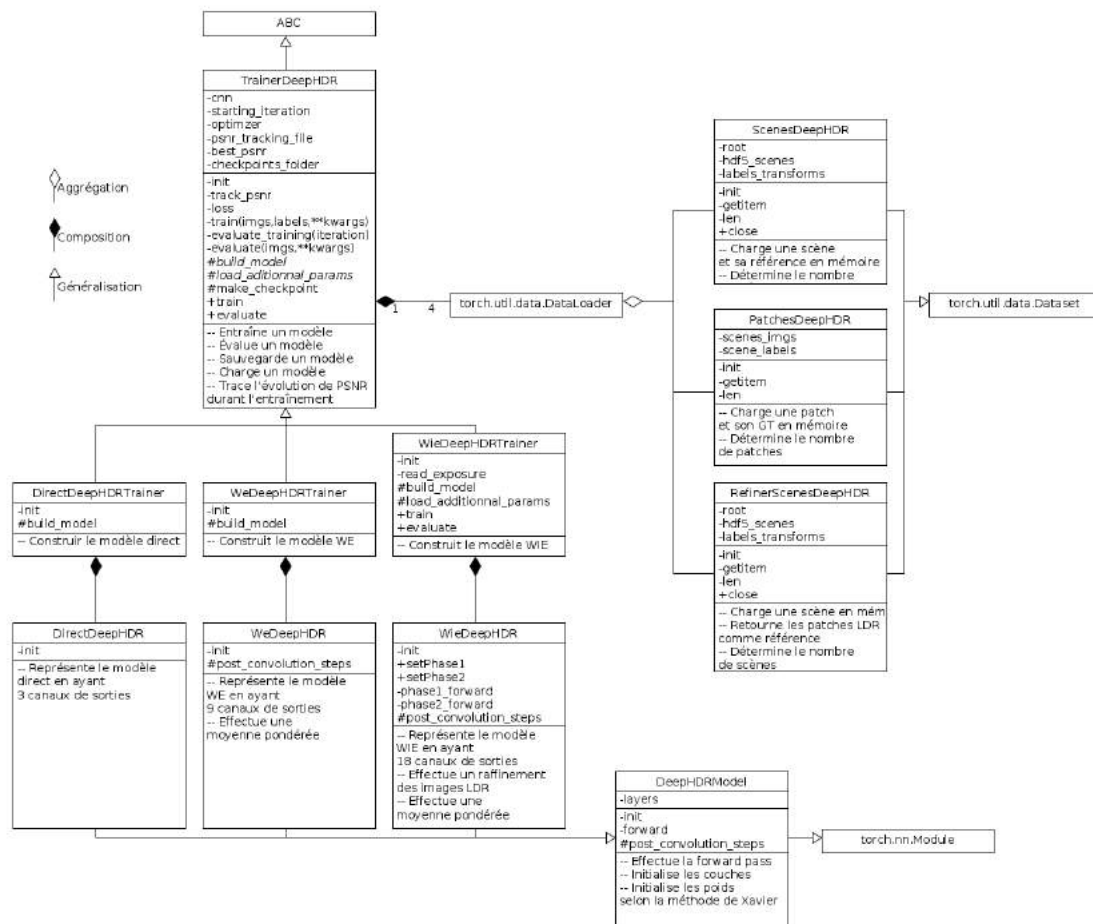 ABC
TrainerDeepHDR
-cnn
-starting_iteration
-optimzer
-psnr_tracking_file
-best_psnr
-checkpoints_folder
-init
-track_psnr
-loss
-train(imgs,labels,**kwargs)
-evaluate_training(iteration)
-evaluate(imgs,**kwargs)
#build_model
#load_aditionnal_params
#make_checkpoint
+train
+evaluate
-- Entraîne un modèle
-- Évalue un modèle
-- Sauvegarde un modèle
-- Charge un modèle
-- Trace l'évolution de PSNR
durant l'entraînement
Aggrégation
Composition
Généralisation
1
4
torch.util.data.DataLoader
ScenesDeepHDR
-root
-hdf5_scenes
-labels_transforms
-init
-getitem
-len
+close
-- Charge une scène
et sa référence en mémoire
-- Détermine le nombre
torch.util.data.Dataset
PatchesDeepHDR
-scenes_imgs
-scene_labels
-init
-getitem
-len
-- Charge une patch
et son GT en mémoire
-- Détermine le nombre
de patches
RefinerScenesDeepHDR
-root
-hdf5_scenes
-labels_transforms
-init
-getitem
-len
+close
-- Charge une scène en mém
-- Retourne les patches LDR
comme référence
-- Détermine le nombre
de scènes
DirectDeepHDRTrainer
-init
#build_model
-- Construir le modèle direct
WeDeepHDRTrainer
-init
#build_model
-- Construit le modèle WE
WieDeepHDRTrainer
-init
-read_exposure
#build_model
#load_additionnal_params
+train
+evaluate
-- Construit le modèle WIE
DirectDeepHDR
-init
-- Représente le modèle
direct en ayant
3 canaux de sorties
WeDeepHDR
-init
#post_convolution_steps
-- Représente le modèle
WE en ayant
9 canaux de sorties
-- Effectue une
moyenne pondérée
WieDeepHDR
-init
+setPhase1
+setPhase2
-phase1_forward
-phase2_forward
#post_convolution_steps
-- Représente le modèle
WIE en ayant
18 canaux de sorties
-- Effectue un raffinement
des images LDR
-- Effectue une
moyenne pondérée
DeepHDRModel
-layers
-init
-forward
#post_convolution_steps
-- Effectue la forward pass
-- Initialise les couches
-- Initialise les poids
selon la méthode de Xavier
torch.nn.Module